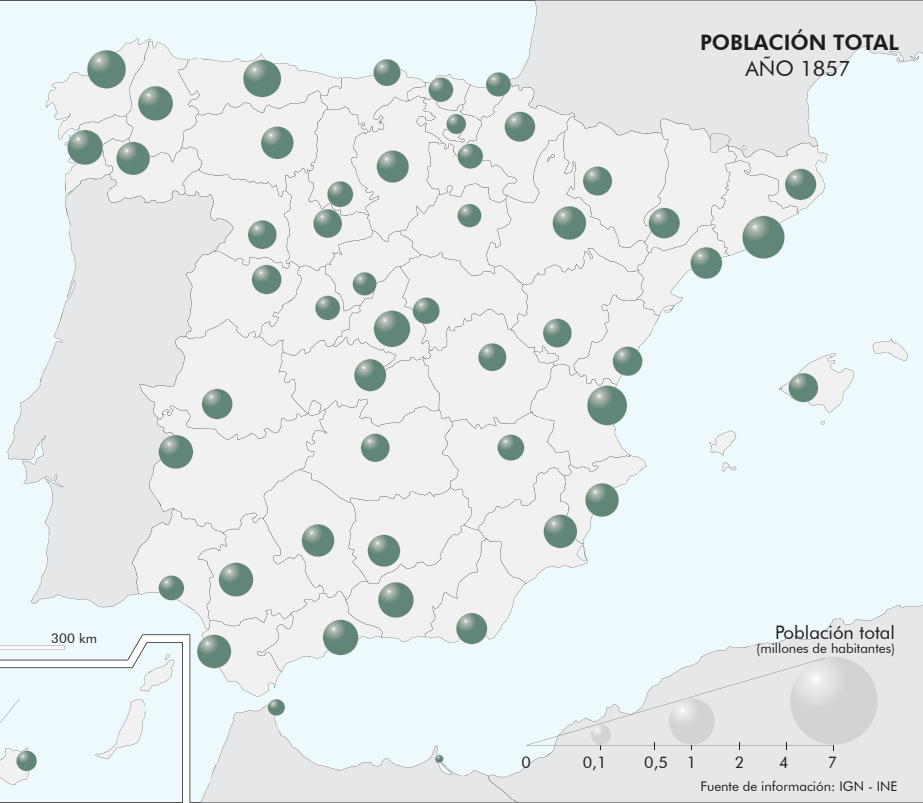 POBLACIÓN TOTAL
AÑO 1857
300 km
Población total
(millones de habitantes)
0 0,1 0,5 1 2 4 7
Fuente de información: IGN - INE